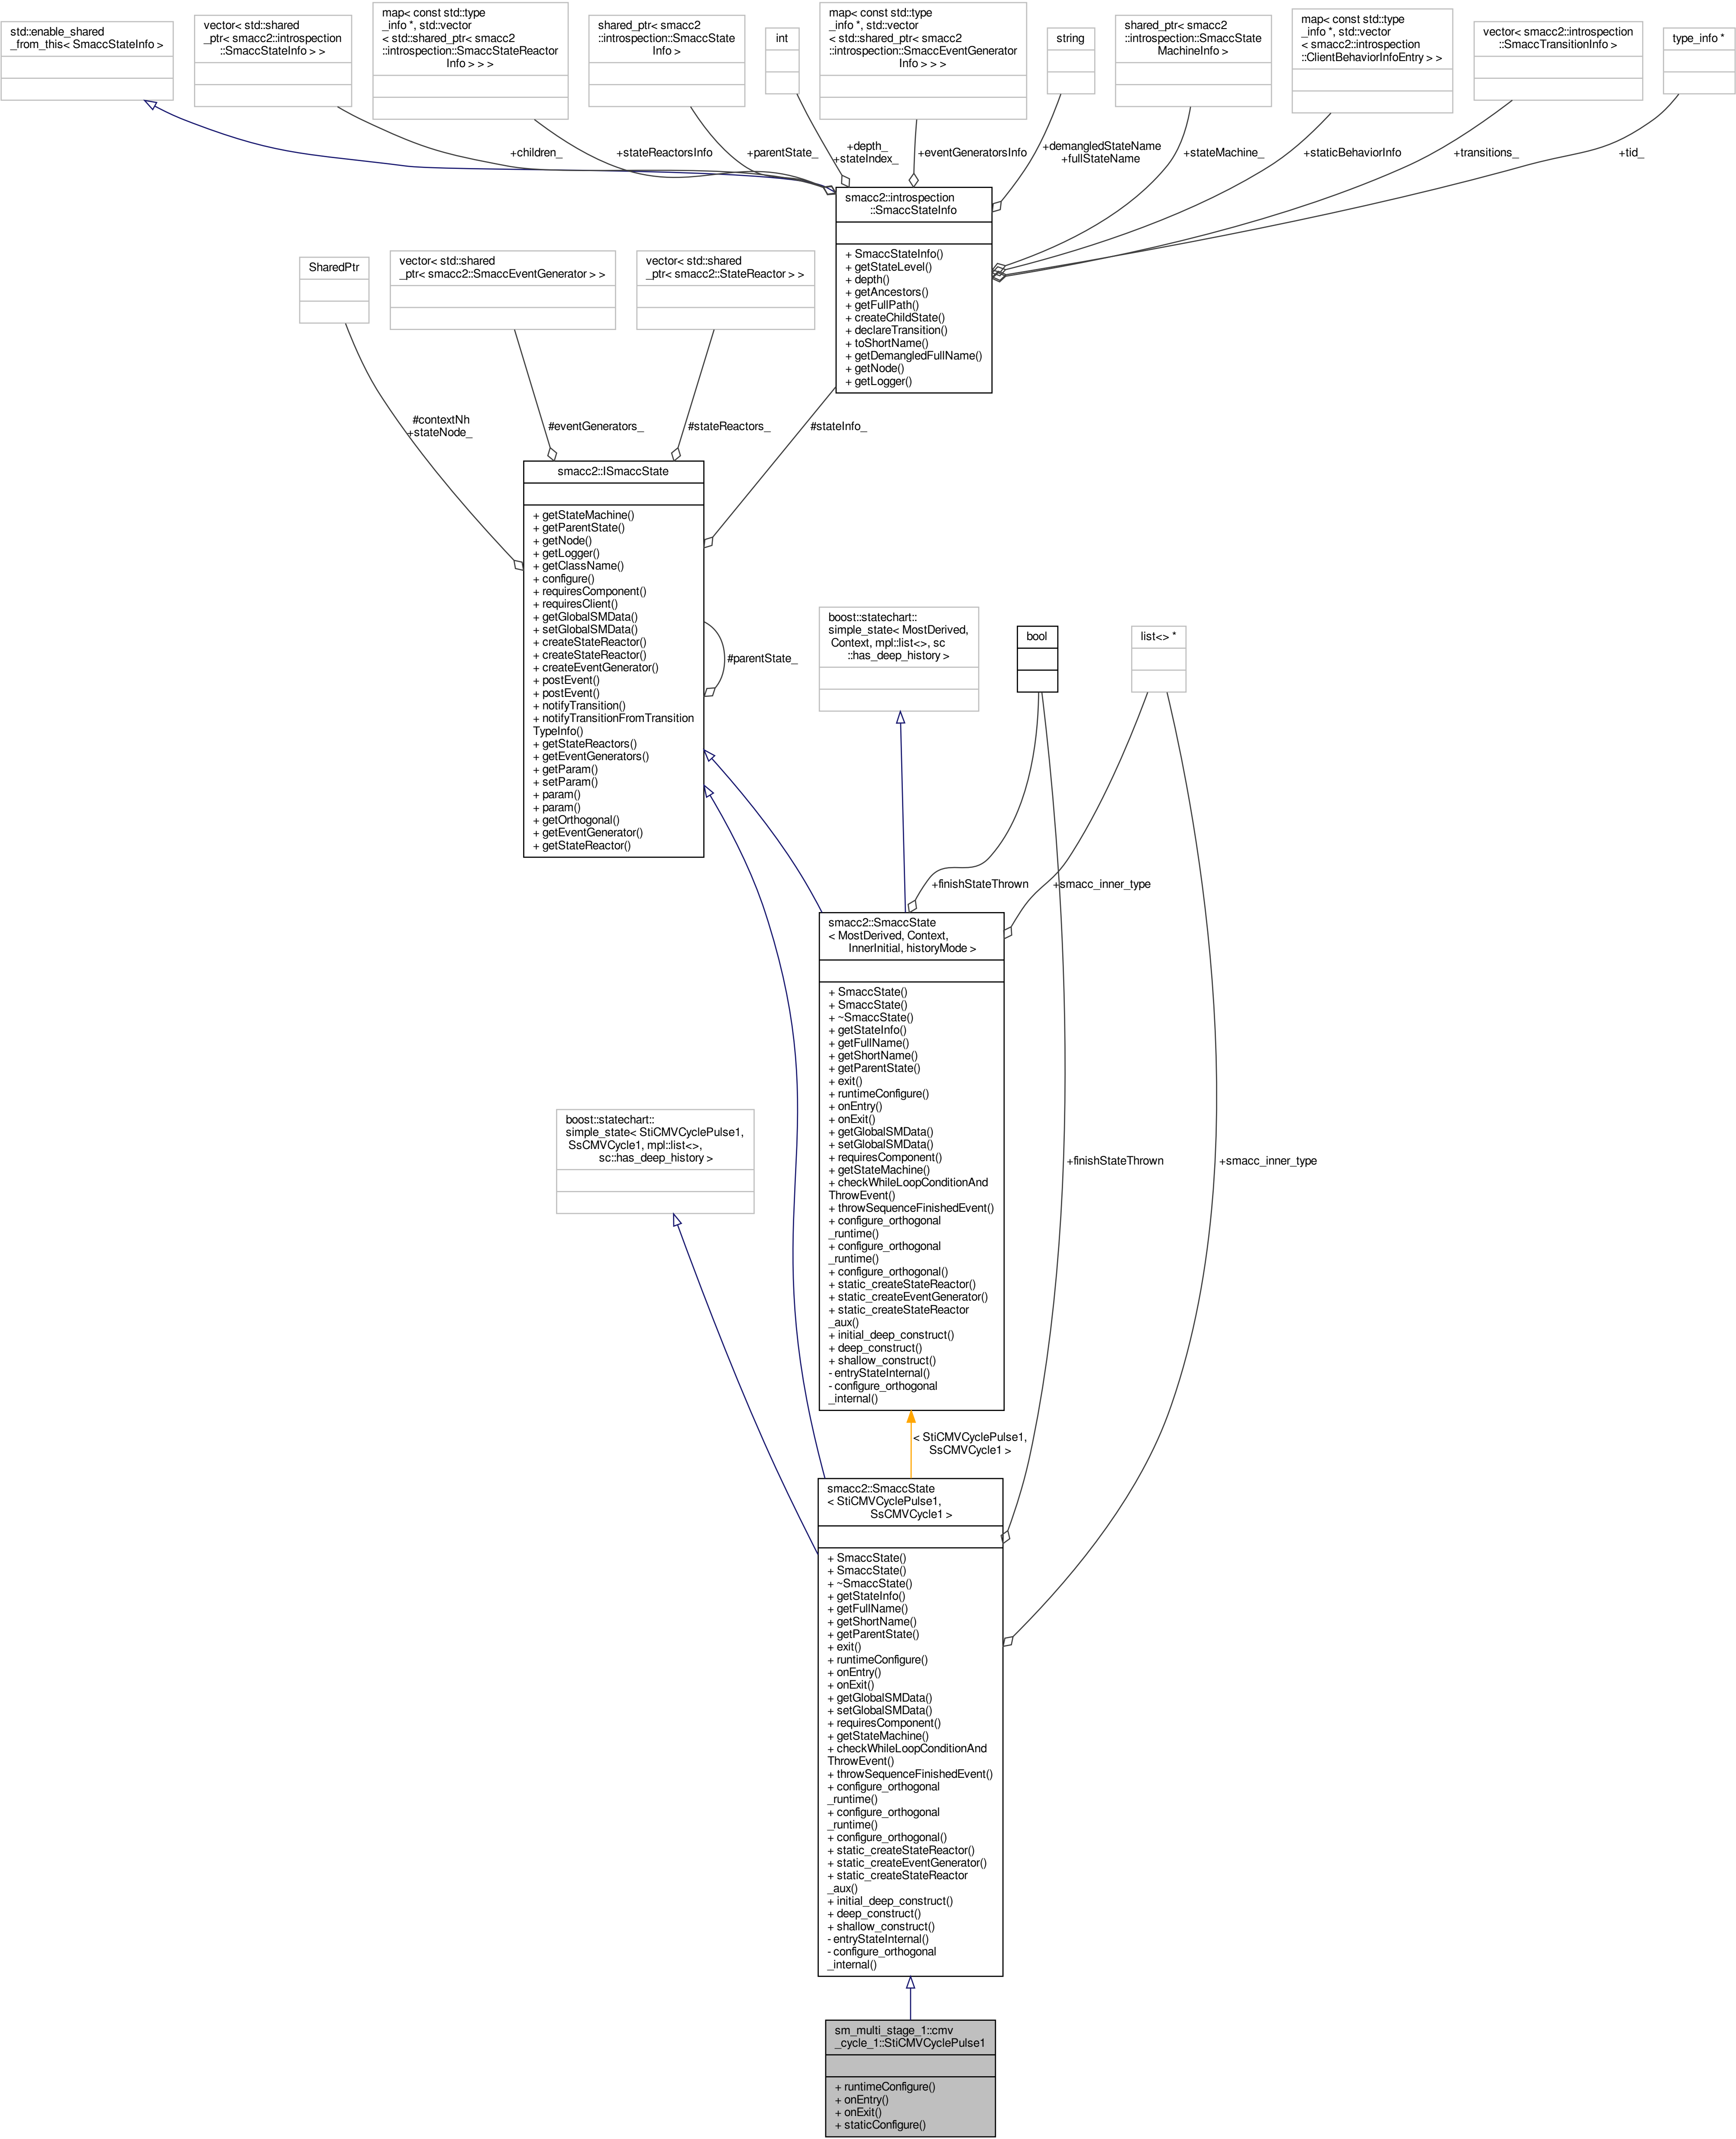 std::enable_shared
_from_this< SmaccStateInfo >
vector< std::shared
_ptr< smacc2::introspection
::SmaccStateInfo > >
map< const std::type
_info *, std::vector
< std::shared_ptr< smacc2
::introspection::SmaccStateReactor
Info > > >
shared_ptr< smacc2
::introspection::SmaccState
Info >
int
map< const std::type
_info *, std::vector
< std::shared_ptr< smacc2
::introspection::SmaccEventGenerator
Info > > >
string
shared_ptr< smacc2
::introspection::SmaccState
MachineInfo >
map< const std::type
_info *, std::vector
< smacc2::introspection
::ClientBehaviorInfoEntry > >
vector< smacc2::introspection
::SmaccTransitionInfo >
type_info *
+children_
+stateReactorsInfo
+parentState_
+depth_
+stateIndex_
+eventGeneratorsInfo
+demangledStateName
+fullStateName
+stateMachine_
+staticBehaviorInfo
+transitions_
+tid_
smacc2::introspection
::SmaccStateInfo
+ SmaccStateInfo()
+ getStateLevel()
+ depth()
+ getAncestors()
+ getFullPath()
+ createChildState()
+ declareTransition()
+ toShortName()
+ getDemangledFullName()
+ getNode()
+ getLogger()
SharedPtr
vector< std::shared
_ptr< smacc2::SmaccEventGenerator > >
vector< std::shared
_ptr< smacc2::StateReactor > >
#contextNh
+stateNode_
#eventGenerators_
#stateReactors_
#stateInfo_
smacc2::ISmaccState
+ getStateMachine()
+ getParentState()
+ getNode()
+ getLogger()
+ getClassName()
+ configure()
+ requiresComponent()
+ requiresClient()
+ getGlobalSMData()
+ setGlobalSMData()
+ createStateReactor()
+ createStateReactor()
+ createEventGenerator()
+ postEvent()
+ postEvent()
+ notifyTransition()
+ notifyTransitionFromTransition
TypeInfo()
+ getStateReactors()
+ getEventGenerators()
+ getParam()
+ setParam()
+ param()
+ param()
+ getOrthogonal()
+ getEventGenerator()
+ getStateReactor()
#parentState_
boost::statechart::
simple_state< MostDerived,
Context, mpl::list<>, sc
::has_deep_history >
bool
list<> *
+finishStateThrown
+smacc_inner_type
smacc2::SmaccState
< MostDerived, Context,
InnerInitial, historyMode >
+ SmaccState()
+ SmaccState()
+ ~SmaccState()
+ getStateInfo()
+ getFullName()
+ getShortName()
+ getParentState()
+ exit()
+ runtimeConfigure()
+ onEntry()
+ onExit()
+ getGlobalSMData()
+ setGlobalSMData()
+ requiresComponent()
+ getStateMachine()
+ checkWhileLoopConditionAnd
ThrowEvent()
+ throwSequenceFinishedEvent()
+ configure_orthogonal
_runtime()
+ configure_orthogonal
_runtime()
+ configure_orthogonal()
+ static_createStateReactor()
+ static_createEventGenerator()
+ static_createStateReactor
_aux()
+ initial_deep_construct()
+ deep_construct()
+ shallow_construct()
- entryStateInternal()
- configure_orthogonal
_internal()
boost::statechart::
simple_state< StiCMVCyclePulse1,
SsCMVCycle1, mpl::list<>,
sc::has_deep_history >
+finishStateThrown
+smacc_inner_type
< StiCMVCyclePulse1,
SsCMVCycle1 >
smacc2::SmaccState
< StiCMVCyclePulse1,
SsCMVCycle1 >
+ SmaccState()
+ SmaccState()
+ ~SmaccState()
+ getStateInfo()
+ getFullName()
+ getShortName()
+ getParentState()
+ exit()
+ runtimeConfigure()
+ onEntry()
+ onExit()
+ getGlobalSMData()
+ setGlobalSMData()
+ requiresComponent()
+ getStateMachine()
+ checkWhileLoopConditionAnd
ThrowEvent()
+ throwSequenceFinishedEvent()
+ configure_orthogonal
_runtime()
+ configure_orthogonal
_runtime()
+ configure_orthogonal()
+ static_createStateReactor()
+ static_createEventGenerator()
+ static_createStateReactor
_aux()
+ initial_deep_construct()
+ deep_construct()
+ shallow_construct()
- entryStateInternal()
- configure_orthogonal
_internal()
sm_multi_stage_1::cmv
_cycle_1::StiCMVCyclePulse1
+ runtimeConfigure()
+ onEntry()
+ onExit()
+ staticConfigure()